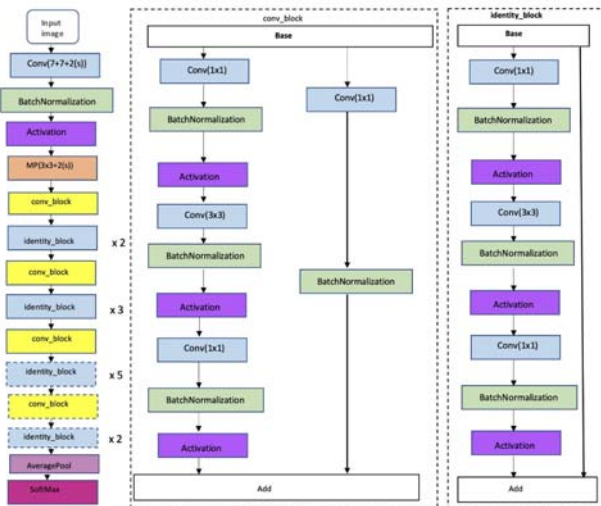 Input
image
Conv(7+7+2(s))
BatchNormalization
Activation
MP(3x3+2(s))
conv_block
identity_block
x 2
conv_block
identity_block
x 3
conv_block
identity_block
x 5
conv_block
identity_block
x 2
AveragePool
SoftMax
conv_block
Base
Conv(1x1)
BatchNormalization
Activation
Conv(3x3)
BatchNormalization
Activation
Conv(1x1)
BatchNormalization
Activation
Conv(1x1)
BatchNormalization
Add
identity_block
Base
Conv(1x1)
BatchNormalization
Activation
Conv(3x3)
BatchNormalization
Activation
Conv(1x1)
BatchNormalization
Activation
Add